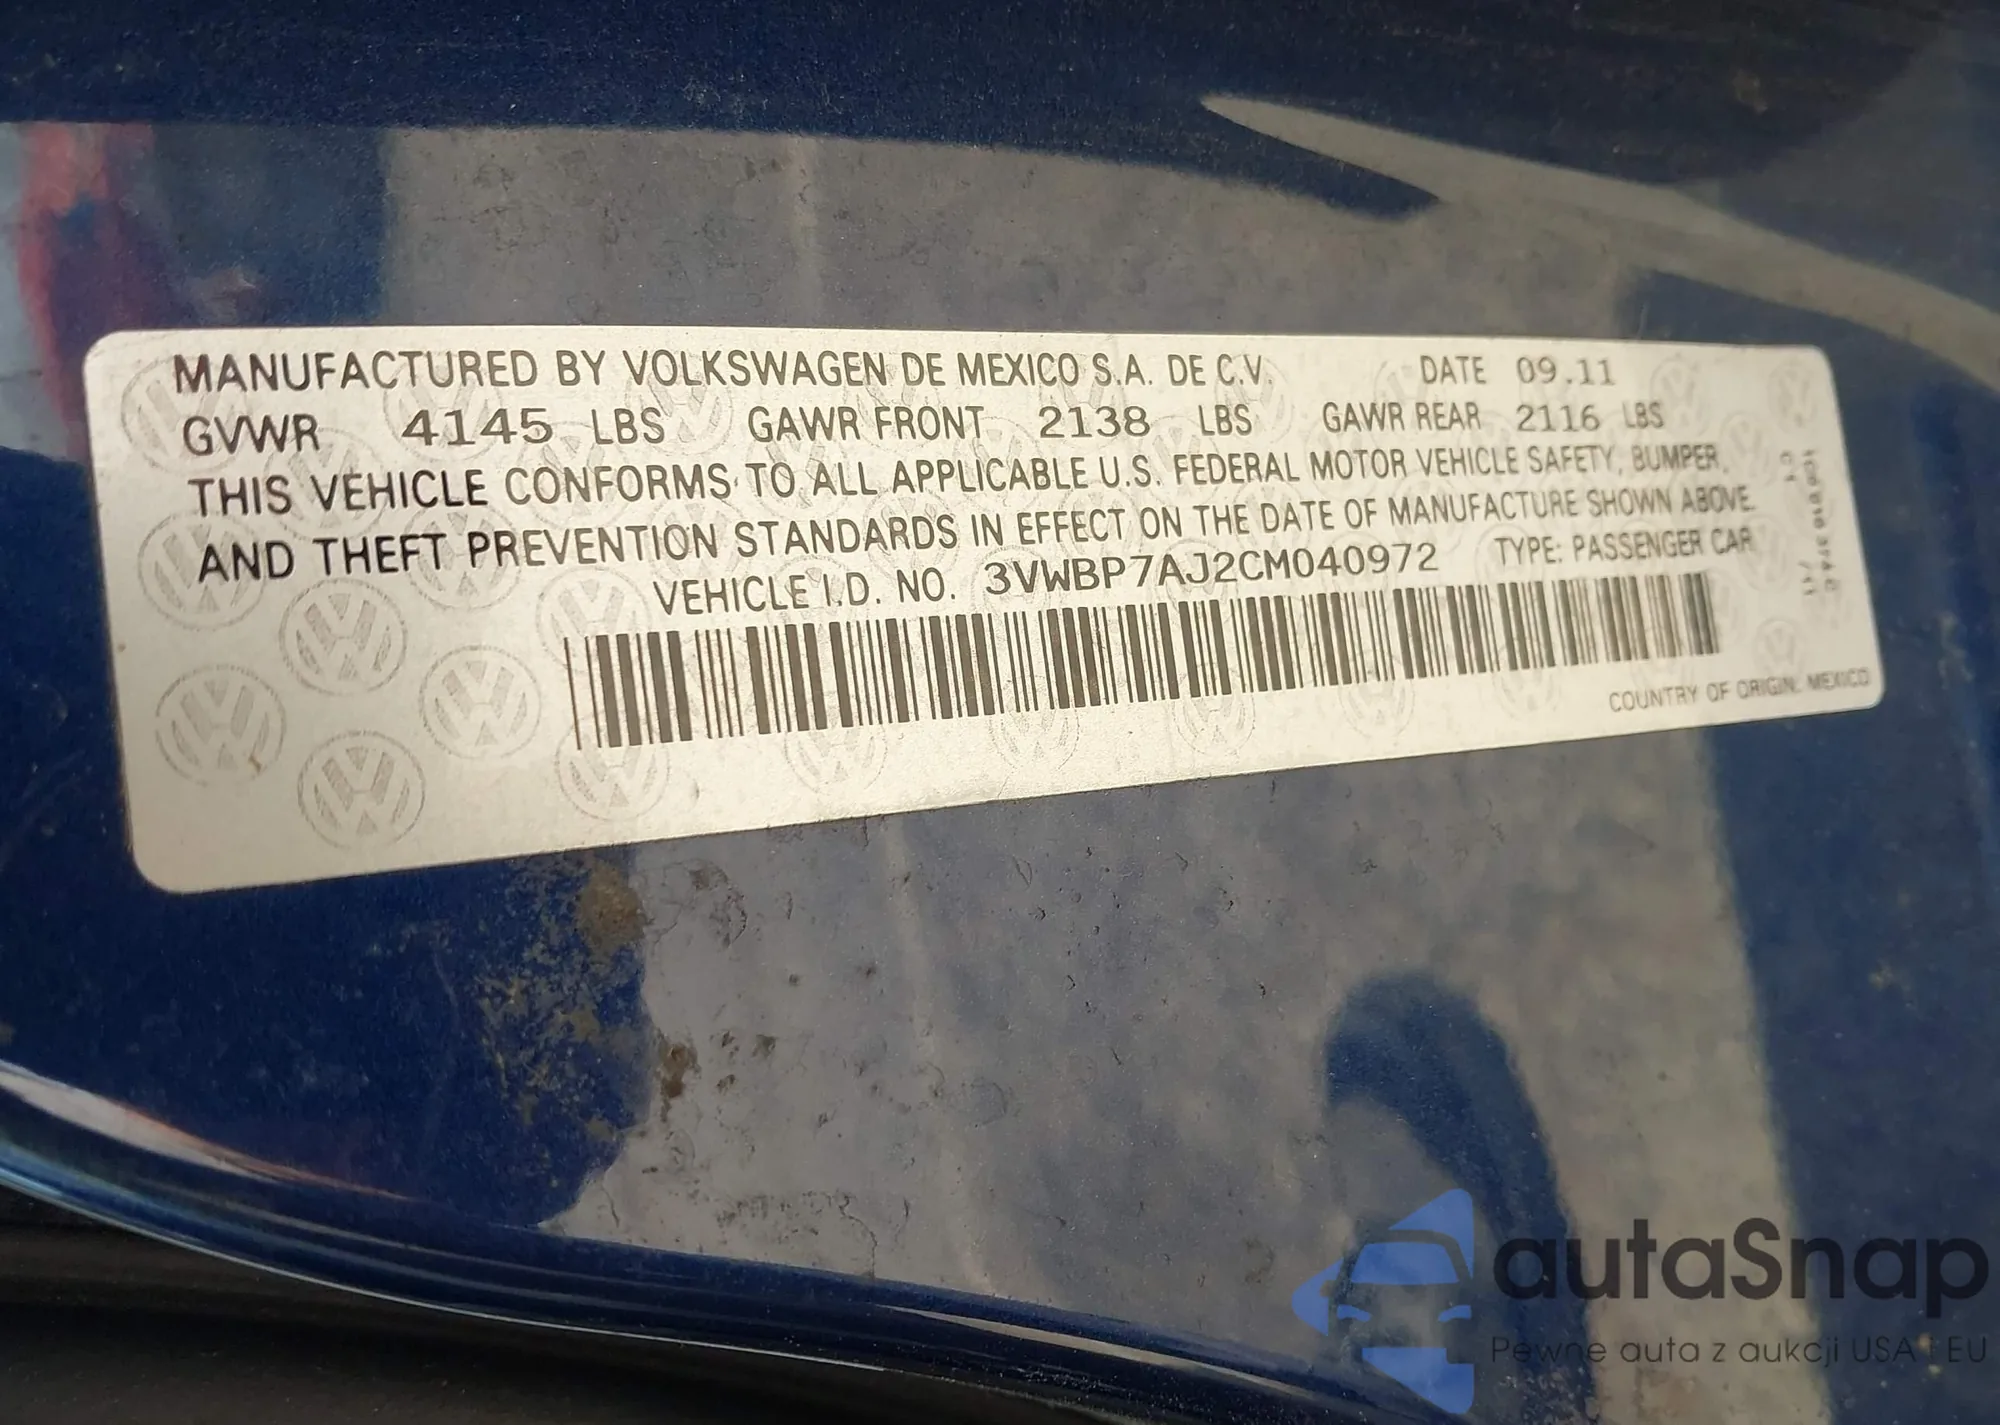 MANUFACTURED BY VOLKSWAGEN DE MEXICO S.A. DE C.V. DATE 09.11
GVWR 4145 LBS GAWR FRONT 2138 LBS GAWR REAR 2116 LBS
THIS VEHICLE CONFORMS TO ALL APPLICABLE U.S. FEDERAL MOTOR VEHICLE SAFETY, BUMPER,
AND THEFT PREVENTION STANDARDS IN EFFECT ON THE DATE OF MANUFACTURE SHOWN ABOVE.
VEHICLE I.D. NO. 3VWBP7AJ2CM040972 TYPE: PASSENGER CAR
COUNTRY OF ORIGIN: MEXICO
autaSnap
Pewne auta z aukcji USA i EU